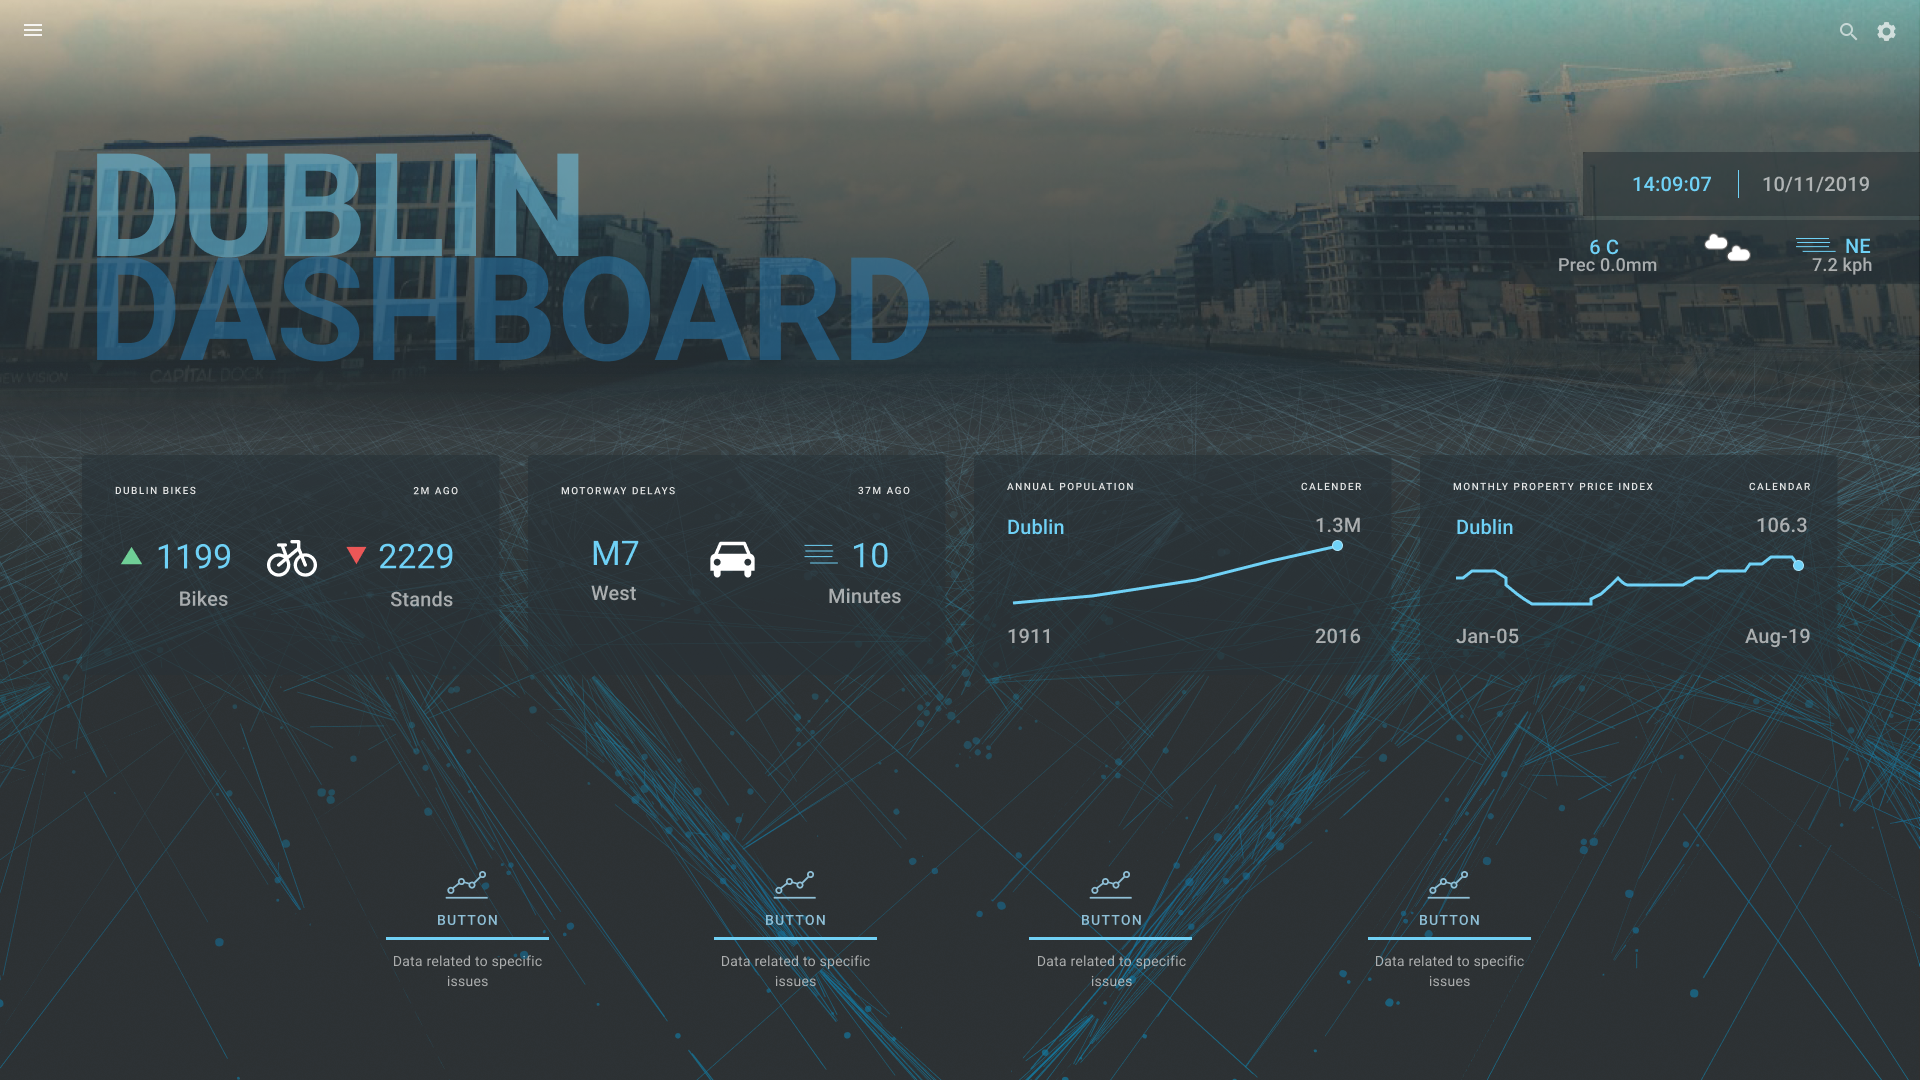 DUBLIN
DASHBOARD
14:09:07
10/11/2019
6 C
Prec 0.0mm
NE
7.2 kph
CAPITAL DOCK
DUBLIN BIKES
2M AGO
1199
Bikes
2229
Stands
MOTORWAY DELAYS
37M AGO
M7
West
10
Minutes
ANNUAL POPULATION
CALENDER
Dublin
1.3M
1911
2016
MONTHLY PROPERTY PRICE INDEX
CALENDAR
Dublin
106.3
Jan-05
Aug-19
BUTTON
Data related to specific
issues
BUTTON
Data related to specific
issues
BUTTON
Data related to specific
issues
BUTTON
Data related to specific
issues